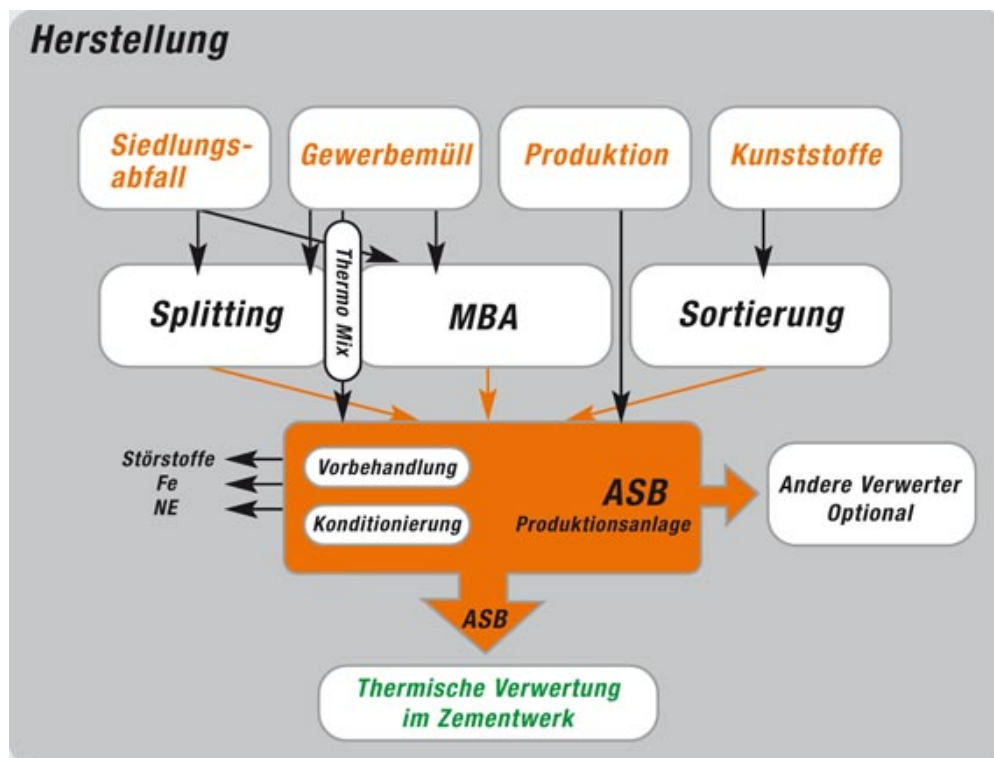 Herstellung
Siedlungs-
abfall
Gewerbemüll
Produktion
Kunststoffe
Thermo Mix
Splitting
MBA
Sortierung
Störstoffe
Fe
NE
Vorbehandlung
Konditionierung
ASB
Produktionsanlage
Andere Verwerter
Optional
ASB
Thermische Verwertung
im Zementwerk